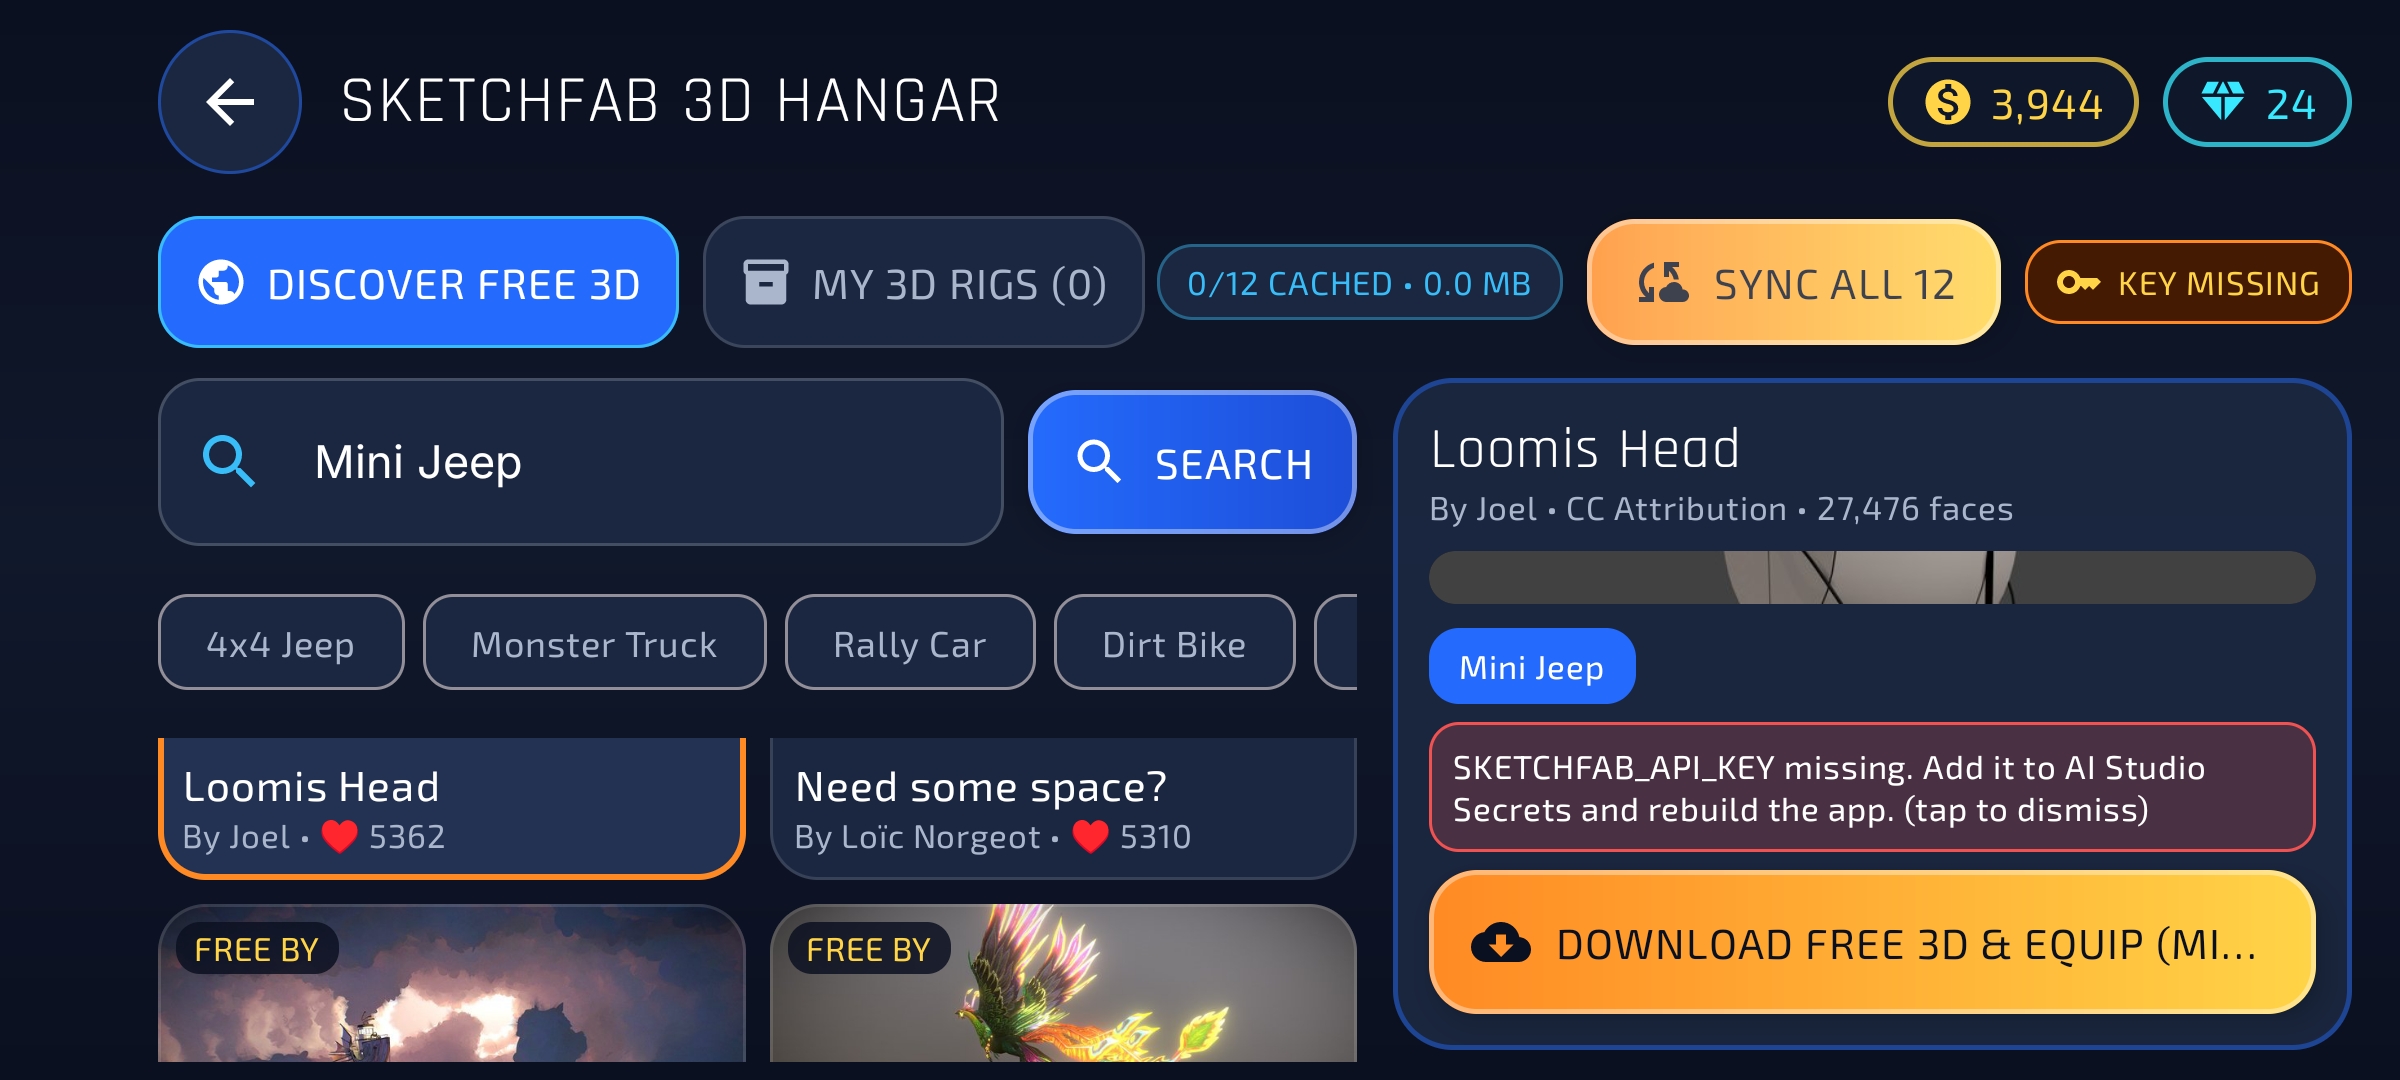 SKETCHFAB 3D HANGAR
3,944
24
DISCOVER FREE 3D
MY 3D RIGS (0)
0/12 CACHED • 0.0 MB
SYNC ALL 12
KEY MISSING
Mini Jeep
SEARCH
4x4 Jeep
Monster Truck
Rally Car
Dirt Bike
Loomis Head
By Joel • ❤️ 5362
Need some space?
By Loïc Norgeot • ❤️ 5310
FREE BY
FREE BY
Loomis Head
By Joel • CC Attribution • 27,476 faces
Mini Jeep
SKETCHFAB_API_KEY missing. Add it to AI Studio
Secrets and rebuild the app. (tap to dismiss)
DOWNLOAD FREE 3D & EQUIP (MI...